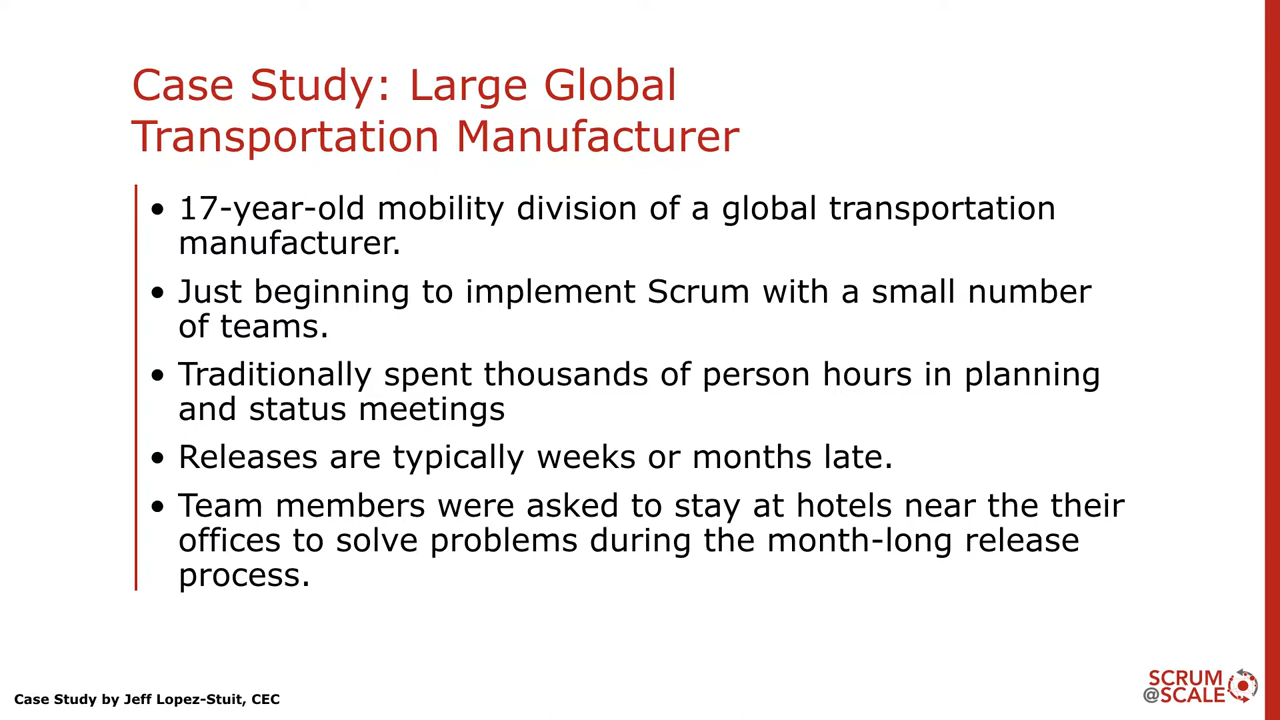 Case Study: Large Global
Transportation Manufacturer
• 17-year-old mobility division of a global transportation
manufacturer.
• Just beginning to implement Scrum with a small number
of teams.
• Traditionally spent thousands of person hours in planning
and status meetings
• Releases are typically weeks or months late.
• Team members were asked to stay at hotels near the their
offices to solve problems during the month-long release
process.
Case Study by Jeff Lopez-Stuit, CEC
SCRUM
@SCALE